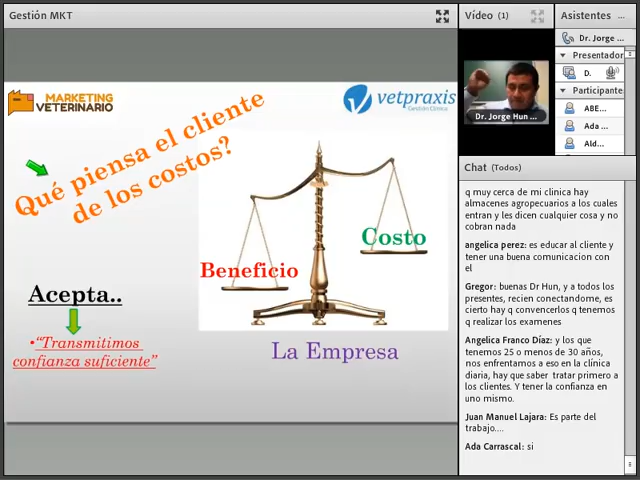 Gestión MKT
MARKETING
VETERINARIO
vetpraxis
Gestión Clínica
Qué piensa el cliente
de los costos?
Beneficio
Costo
Acepta..
•“Transmitimos
confianza suficiente”
La Empresa
Vídeo (1)
Dr. Jorge Hun ...
Asistentes ...
Dr. Jorge ...
Presentador
D.
Participante
ABE...
Ada ...
Ald...
Chat (Todos)
q muy cerca de mi clinica hay
almacenes agropecuarios a los cuales
entran y les dicen cualquier cosa y no
cobran nada
angelica perez: es educar al cliente y
tener una buena comunicacion con
el
Gregor: buenas Dr Hun, y a todos los
presentes, recien conectandome, es
cierto hay q convencerlos q tenemos
q realizar los examenes
Angelica Franco Díaz: y los que
tenemos 25 o menos de 30 años,
nos enfrentamos a eso en la clínica
diaria, hay que saber tratar primero a
los clientes. Y tener la confianza en
uno mismo.
Juan Manuel Lajara: Es parte del
trabajo....
Ada Carrascal: si